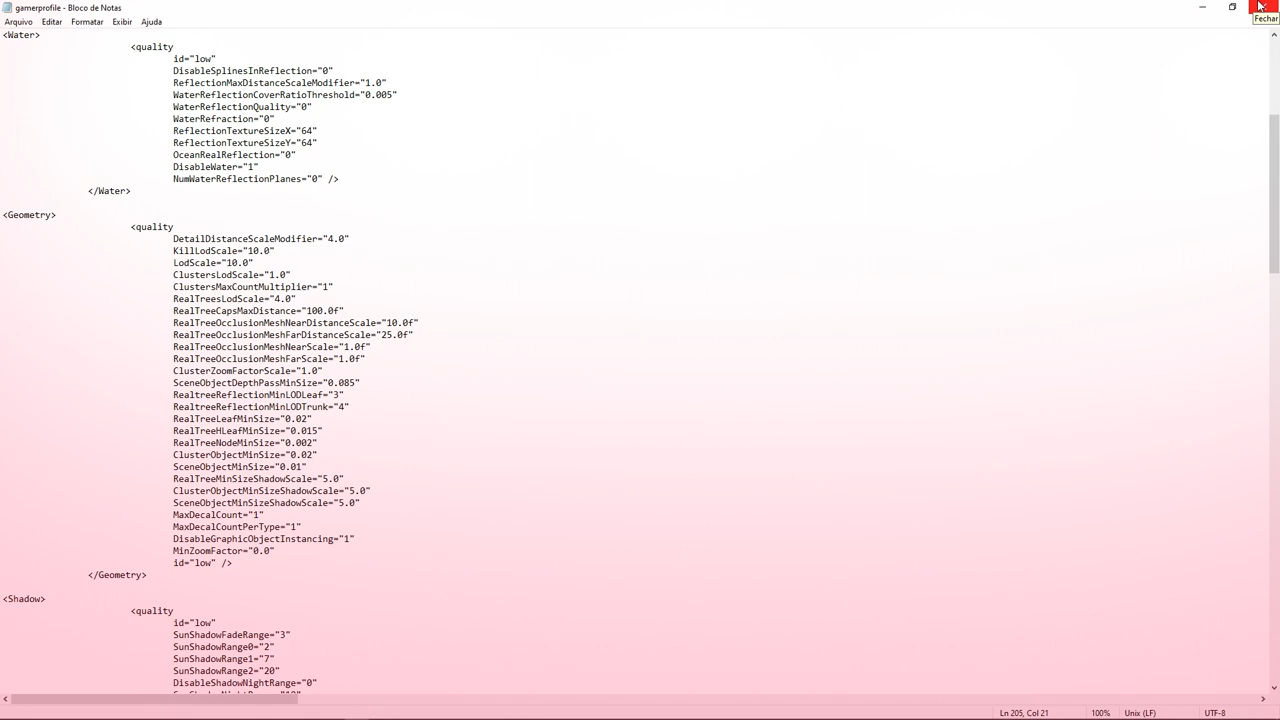 gamerprofile - Bloco de Notas
Fechar
Arquivo Editar Formatar Exibir Ajuda
<Water>
<quality
id="low"
DisableSplinesInReflection="0"
ReflectionMaxDistanceScaleModifier="1.0"
WaterReflectionCoverRatioThreshold="0.005"
WaterReflectionQuality="0"
WaterRefraction="0"
ReflectionTextureSizeX="64"
ReflectionTextureSizeY="64"
OceanRealReflection="0"
DisableWater="1"
NumWaterReflectionPlanes="0" />
</Water>
<Geometry>
<quality
DetailDistanceScaleModifier="4.0"
KillLodScale="10.0"
LodScale="10.0"
ClustersLodScale="1.0"
ClustersMaxCountMultiplier="1"
RealTreesLodScale="4.0"
RealTreeCapsMaxDistance="100.0f"
RealTreeOcclusionMeshNearDistanceScale="10.0f"
RealTreeOcclusionMeshFarDistanceScale="25.0f"
RealTreeOcclusionMeshNearScale="1.0f"
RealTreeOcclusionMeshFarScale="1.0f"
ClusterZoomFactorScale="1.0"
SceneObjectDepthPassMinSize="0.085"
RealtreeReflectionMinLODLeaf="3"
RealtreeReflectionMinLODTrunk="4"
RealTreeLeafMinSize="0.02"
RealTreeHLeafMinSize="0.015"
RealTreeNodeMinSize="0.002"
ClusterObjectMinSize="0.02"
SceneObjectMinSize="0.01"
RealTreeMinSizeShadowScale="5.0"
ClusterObjectMinSizeShadowScale="5.0"
SceneObjectMinSizeShadowScale="5.0"
MaxDecalCount="1"
MaxDecalCountPerType="1"
DisableGraphicObjectInstancing="1"
MinZoomFactor="0.0"
id="low" />
</Geometry>
<Shadow>
<quality
id="low"
SunShadowFadeRange="3"
SunShadowRange0="2"
SunShadowRange1="7"
SunShadowRange2="20"
DisableShadowNightRange="0"
Ln 205, Col 21 100% Unix (LF) UTF-8